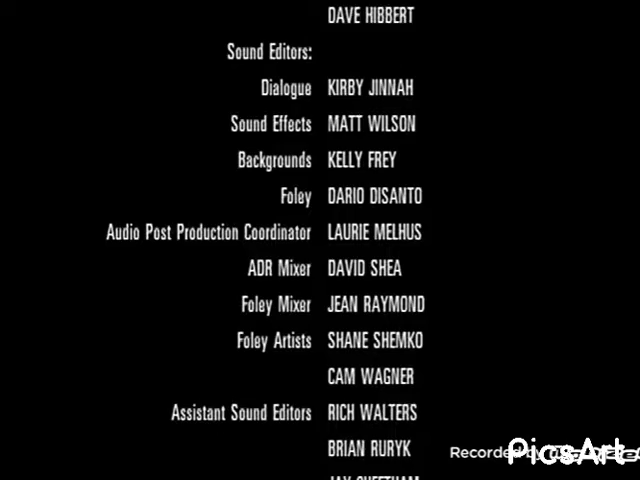 DAVE HIBBERT
Sound Editors:
Dialogue KIRBY JINNAH
Sound Effects MATT WILSON
Backgrounds KELLY FREY
Foley DARIO DISANTO
Audio Post Production Coordinator LAURIE MELHUS
ADR Mixer DAVID SHEA
Foley Mixer JEAN RAYMOND
Foley Artists SHANE SHEMKO
CAM WAGNER
Assistant Sound Editors RICH WALTERS
BRIAN RURYK
Recorded by
PicsArt